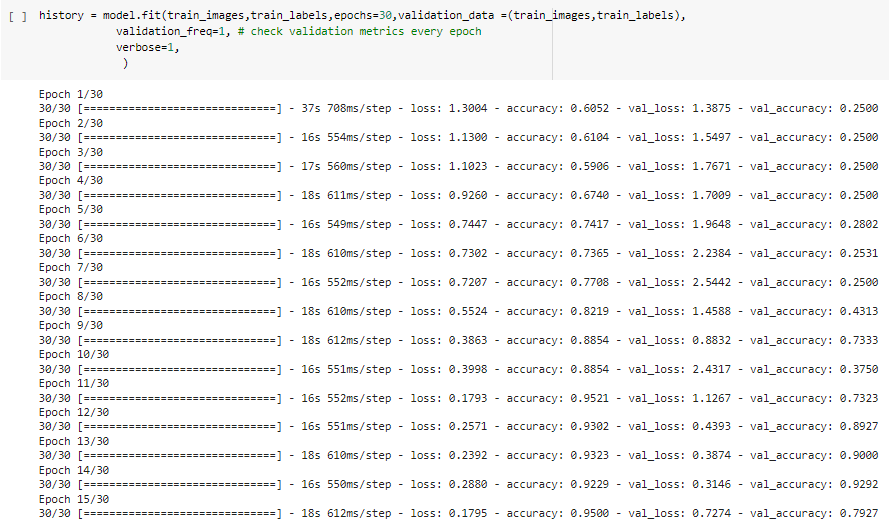 [ ] history = model.fit(train_images,train_labels,epochs=30,validation_data =(train_images,train_labels),
validation_freq=1, # check validation metrics every epoch
verbose=1,
)
Epoch 1/30
30/30 [==============================] - 37s 708ms/step - loss: 1.3004 - accuracy: 0.6052 - val_loss: 1.3875 - val_accuracy: 0.2500
Epoch 2/30
30/30 [==============================] - 16s 554ms/step - loss: 1.1300 - accuracy: 0.6104 - val_loss: 1.5497 - val_accuracy: 0.2500
Epoch 3/30
30/30 [==============================] - 17s 560ms/step - loss: 1.1023 - accuracy: 0.5906 - val_loss: 1.7671 - val_accuracy: 0.2500
Epoch 4/30
30/30 [==============================] - 18s 611ms/step - loss: 0.9260 - accuracy: 0.6740 - val_loss: 1.7009 - val_accuracy: 0.2500
Epoch 5/30
30/30 [==============================] - 16s 549ms/step - loss: 0.7447 - accuracy: 0.7417 - val_loss: 1.9648 - val_accuracy: 0.2802
Epoch 6/30
30/30 [==============================] - 18s 610ms/step - loss: 0.7302 - accuracy: 0.7365 - val_loss: 2.2384 - val_accuracy: 0.2531
Epoch 7/30
30/30 [==============================] - 16s 552ms/step - loss: 0.7207 - accuracy: 0.7708 - val_loss: 2.5442 - val_accuracy: 0.2500
Epoch 8/30
30/30 [==============================] - 18s 610ms/step - loss: 0.5524 - accuracy: 0.8219 - val_loss: 1.4588 - val_accuracy: 0.4313
Epoch 9/30
30/30 [==============================] - 18s 612ms/step - loss: 0.3863 - accuracy: 0.8854 - val_loss: 0.8832 - val_accuracy: 0.7333
Epoch 10/30
30/30 [==============================] - 16s 551ms/step - loss: 0.3998 - accuracy: 0.8854 - val_loss: 2.4317 - val_accuracy: 0.3750
Epoch 11/30
30/30 [==============================] - 16s 552ms/step - loss: 0.1793 - accuracy: 0.9521 - val_loss: 1.1267 - val_accuracy: 0.7323
Epoch 12/30
30/30 [==============================] - 16s 551ms/step - loss: 0.2571 - accuracy: 0.9302 - val_loss: 0.4393 - val_accuracy: 0.8927
Epoch 13/30
30/30 [==============================] - 18s 610ms/step - loss: 0.2392 - accuracy: 0.9323 - val_loss: 0.3874 - val_accuracy: 0.9000
Epoch 14/30
30/30 [==============================] - 16s 550ms/step - loss: 0.2880 - accuracy: 0.9229 - val_loss: 0.3146 - val_accuracy: 0.9292
Epoch 15/30
30/30 [==============================] - 18s 612ms/step - loss: 0.1795 - accuracy: 0.9500 - val_loss: 0.7274 - val_accuracy: 0.7927